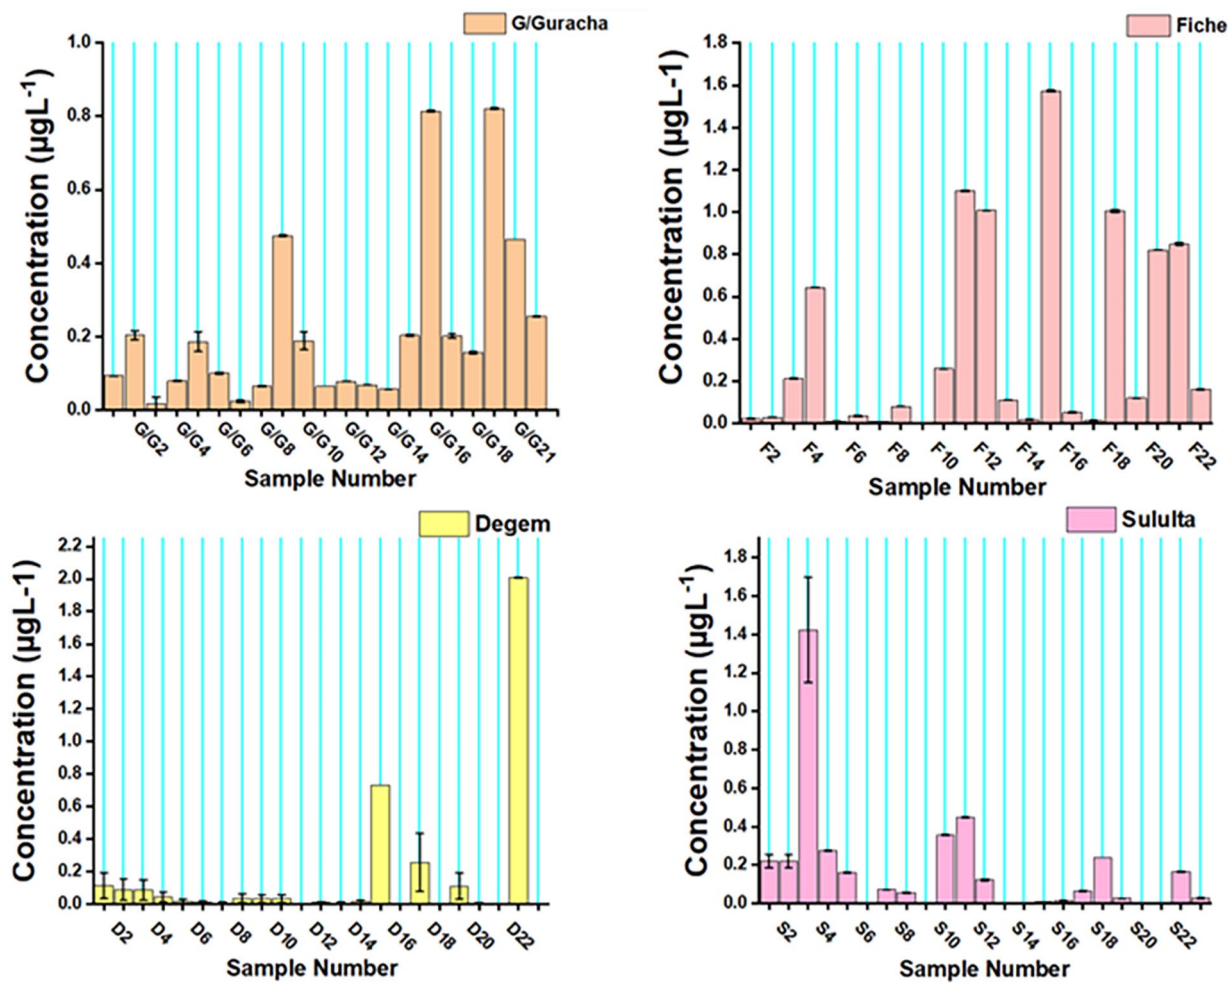 G/Guracha
Concentration (µgL⁻¹)
1.0
0.8
0.6
0.4
0.2
0.0
G/G2 G/G4 G/G6 G/G8 G/G10 G/G12 G/G14 G/G16 G/G18 G/G21
Sample Number
Fiche
Concentration (µgL-1)
1.8
1.6
1.4
1.2
1.0
0.8
0.6
0.4
0.2
0.0
F2 F4 F6 F8 F10 F12 F14 F16 F18 F20 F22
Sample Number
Degem
Concentration (µgL-1)
2.2
2.0
1.8
1.6
1.4
1.2
1.0
0.8
0.6
0.4
0.2
0.0
D2 D4 D6 D8 D10 D12 D14 D16 D18 D20 D22
Sample Number
Sululta
Concentration (µgL⁻¹)
1.8
1.6
1.4
1.2
1.0
0.8
0.6
0.4
0.2
0.0
S2 S4 S6 S8 S10 S12 S14 S16 S18 S20 S22
Sample Number